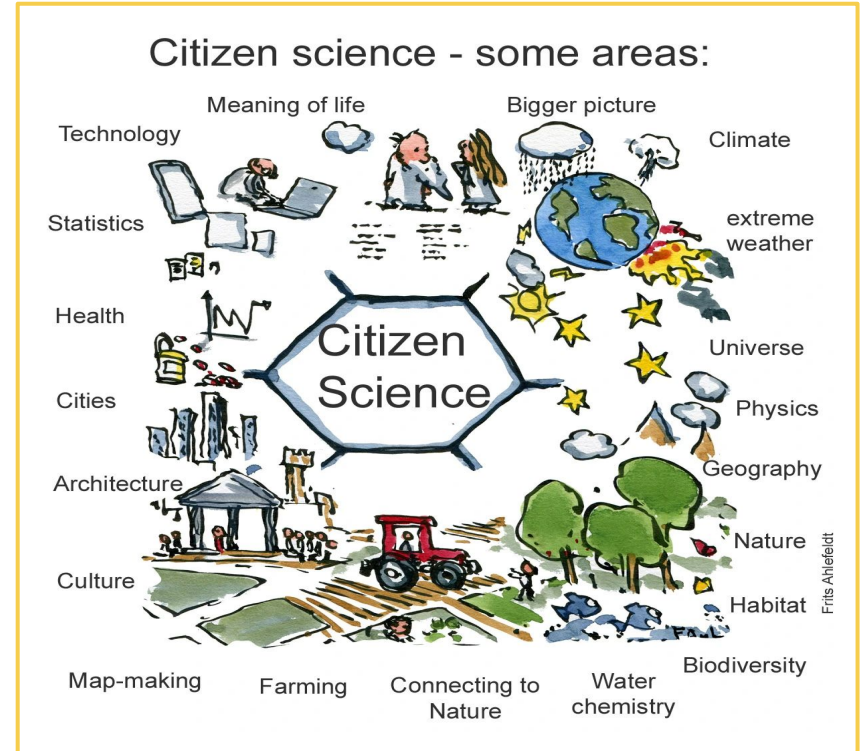 Citizen science - some areas:
Meaning of life
Bigger picture
Technology
Climate
Statistics
extreme
weather
Health
Citizen
Science
Universe
Cities
Physics
Architecture
Geography
Nature
Culture
Habitat
Frits Ahlefeldt
Biodiversity
Map-making
Farming
Connecting to
Nature
Water
chemistry